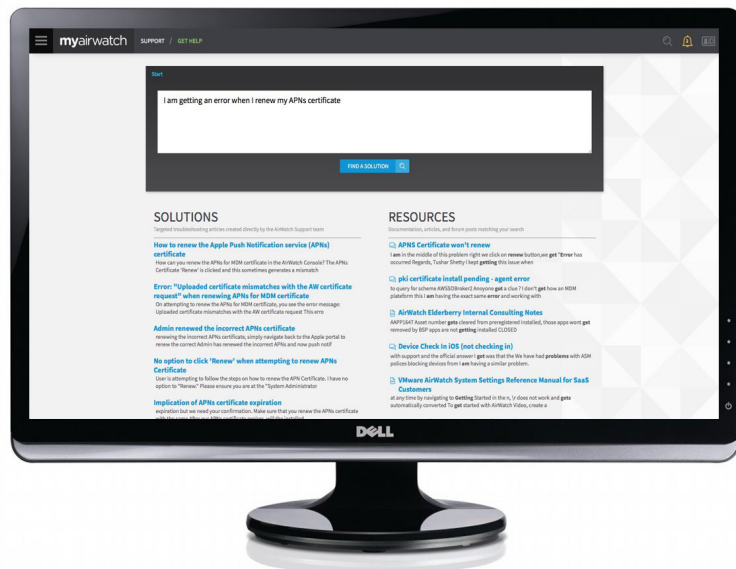 myairwatch SUPPORT / GET HELP
Start
I am getting an error when I renew my APNs certificate
FIND A SOLUTION
SOLUTIONS
Targeted troubleshooting articles created directly by the AirWatch Support team
How to renew the Apple Push Notification service (APNs)
certificate
How can you renew the APNs for MDM certificate in the AirWatch Console? The APNs
Certificate 'Renew' is clicked and this sometimes generates a mismatch
Error: "Uploaded certificate mismatches with the AW certificate
request" when renewing APNs for MDM certificate
On attempting to renew the APNs for MDM certificate, you see the error message:
Uploaded certificate mismatches with the AW certificate request This erro
Admin renewed the incorrect APNs certificate
renewing the incorrect APNs certificate, simply navigate back to the Apple portal to
renew the correct Admin has renewed the incorrect APNs and now push notif
No option to click 'Renew' when attempting to renew APNs
Certificate
User is attempting to follow the steps on how to renew the APN Certificate. I have no
option to "Renew." Please ensure you are at the "System Administrator
Implication of APNs certificate expiration
expiration but we need your confirmation. Make sure that you renew the APNs certificate
RESOURCES
Documentation, articles, and forum posts matching your search
APNS Certificate won't renew
I am in the middle of this problem right we click on renew button,we get "Error has
occurred Regards, Tushar Shetty I kept getting this issue when
pki certificate install pending - agent error
to query for scheme AWSSOBroker2 Anoyone got a clue ? I don't get how an MDM
plateform this I am having the exact same error and working with
AirWatch Elderberry Internal Consulting Notes
AAPP1647 Asset number gets cleared from preregistered installed, those apps wont get
removed by BSP apps are not getting installed CLOSED
Device Check In iOS (not checking in)
with support and the official answer I got was that the We have had problems with ASM
polices blocking devices from I am having a similar problem.
VMware AirWatch System Settings Reference Manual for SaaS
Customers
at any time by navigating to Getting Started in the n, \r does not work and gets
automatically converted To get started with AirWatch Video, create a
DELL